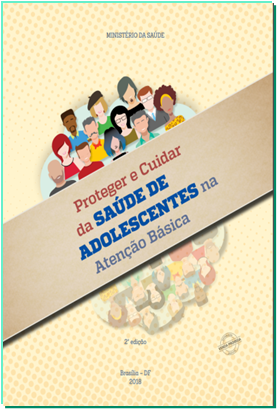 MINISTÉRIO DA SAÚDE
Proteger e Cuidar
da SAÚDE DE
ADOLESCENTES na
Atenção Básica
2ª edição
Brasília – DF
2018